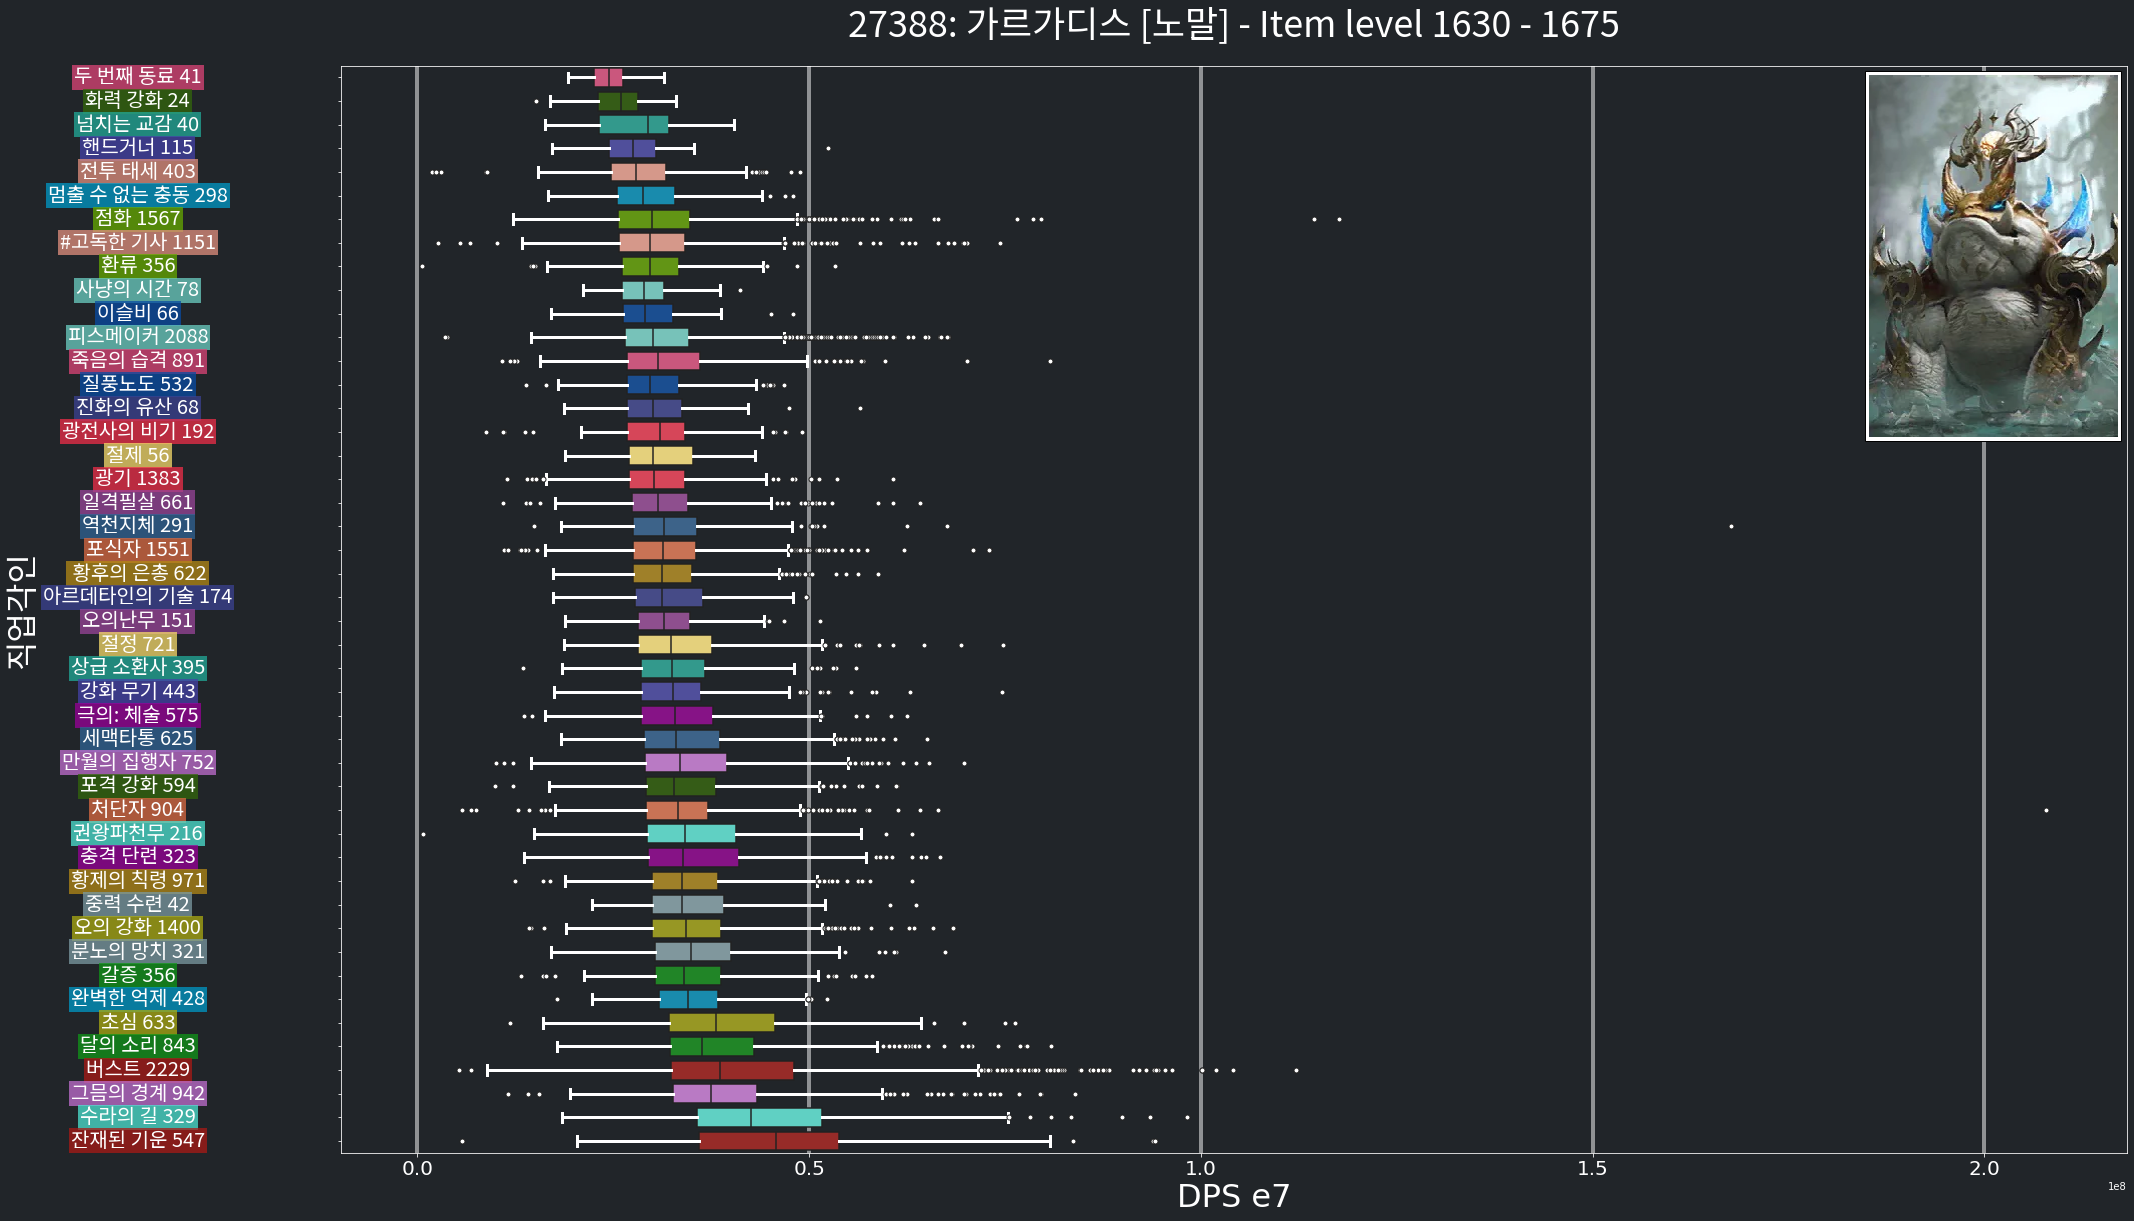 27388: 가르가디스 [노말] - Item level 1630 - 1675
두 번째 동료 41
화력 강화 24
넘치는 교감 40
핸드거너 115
전투 태세 403
멈출 수 없는 충동 298
점화 1567
#고독한 기사 1151
환류 356
사냥의 시간 78
이슬비 66
피스메이커 2088
죽음의 습격 891
질풍노도 532
진화의 유산 68
광전사의 비기 192
절제 56
광기 1383
일격필살 661
역천지체 291
포식자 1551
황후의 은총 622
아르데타인의 기술 174
오의난무 151
절정 721
상급 소환사 395
강화 무기 443
극의: 체술 575
세맥타통 625
만월의 집행자 752
포격 강화 594
처단자 904
권왕파천무 216
충격 단련 323
황제의 칙령 971
중력 수련 42
오의 강화 1400
분노의 망치 321
갈증 356
완벽한 억제 428
초심 633
달의 소리 843
버스트 2229
그믐의 경계 942
수라의 길 329
잔재된 기운 547
직업각인
0.0 0.5 1.0 1.5 2.0
1e8
DPS e7